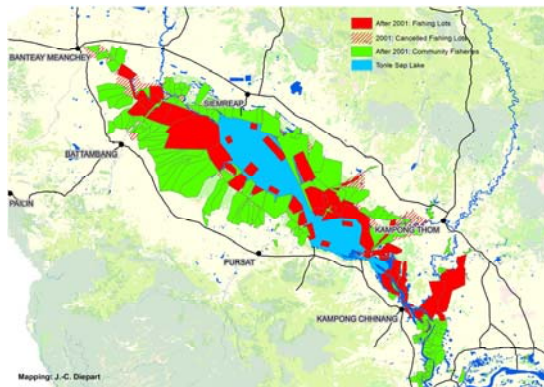 After 2001: Fishing Lots
2001: Cancelled Fishing Lots
After 2001: Community Fisheries
Tonle Sap Lake
BANTEAY MEANCHEY
SIEMREAP
BATTAMBANG
PAILIN
KAMPONG THOM
PURSAT
KAMPONG CHHNANG
Mapping: J.-C. Diepart